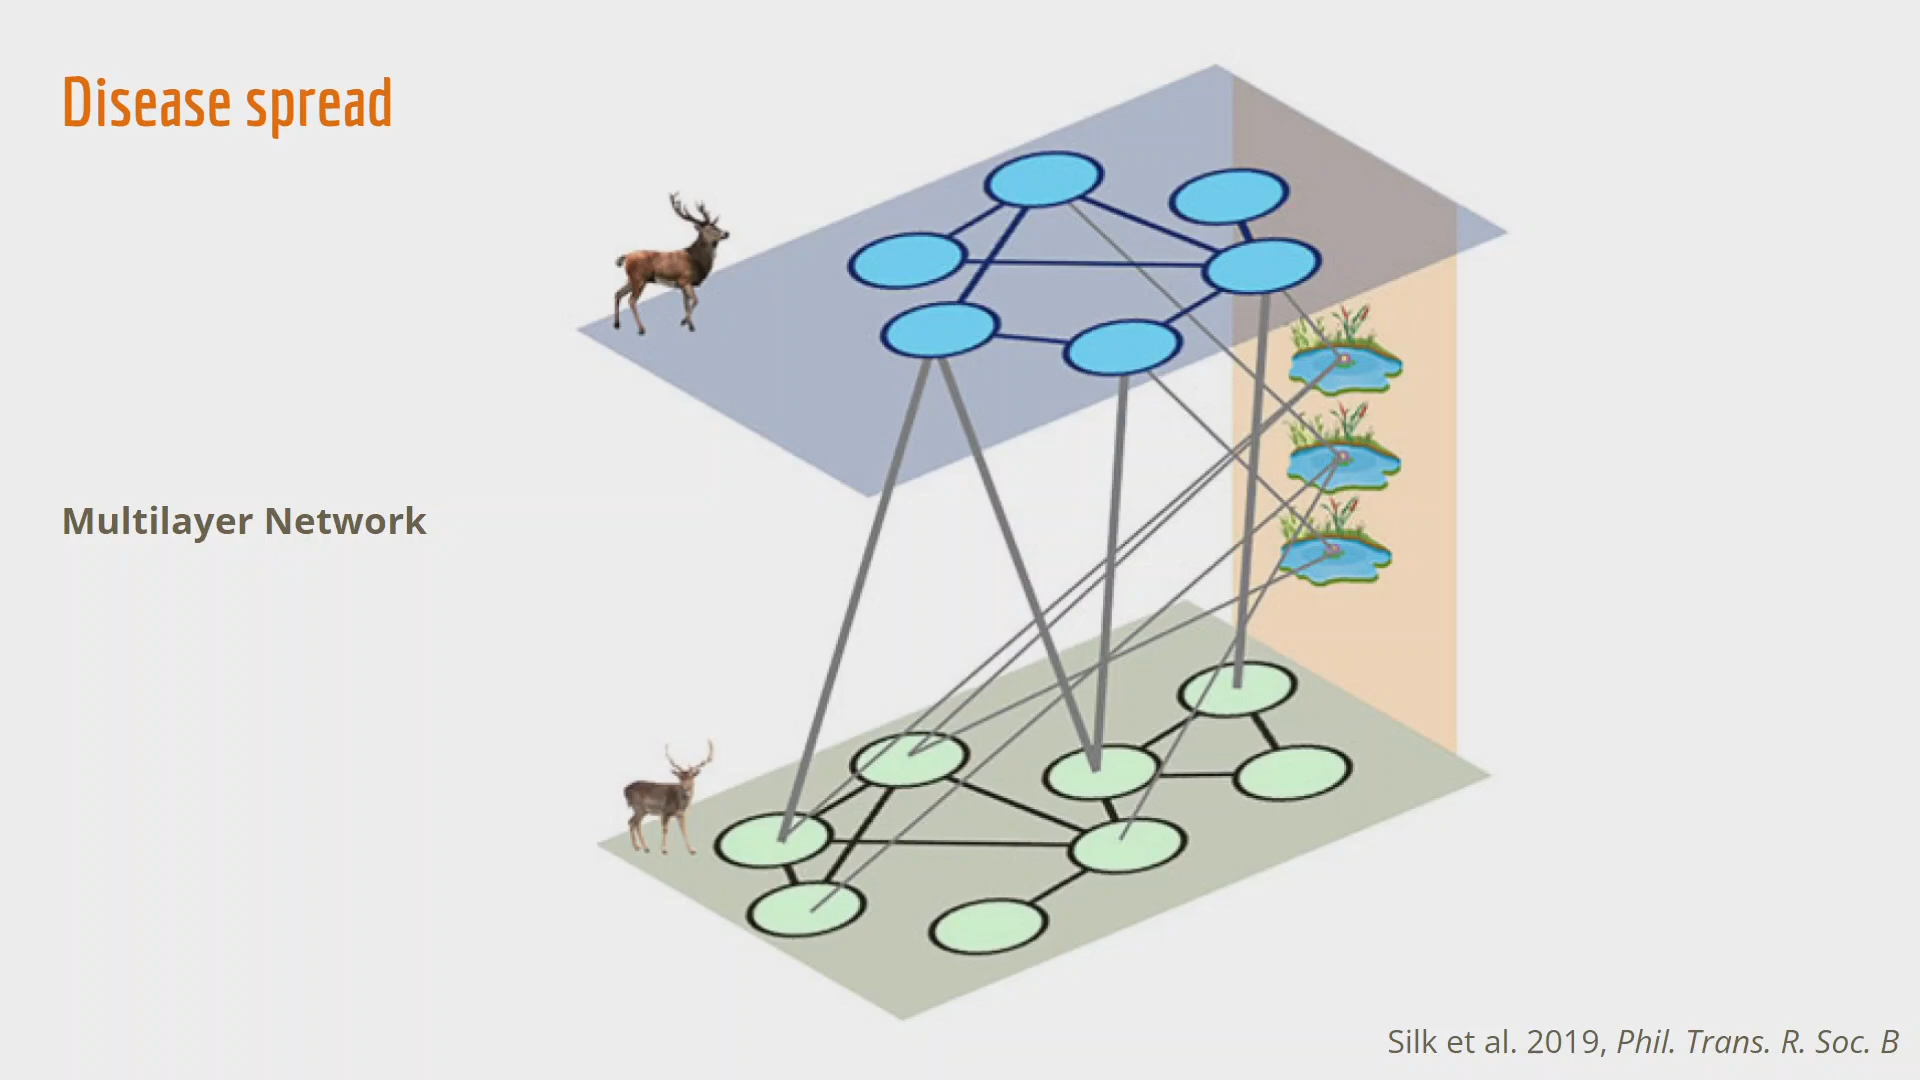 Disease spread
Multilayer Network
Silk et al. 2019, Phil. Trans. R. Soc. B